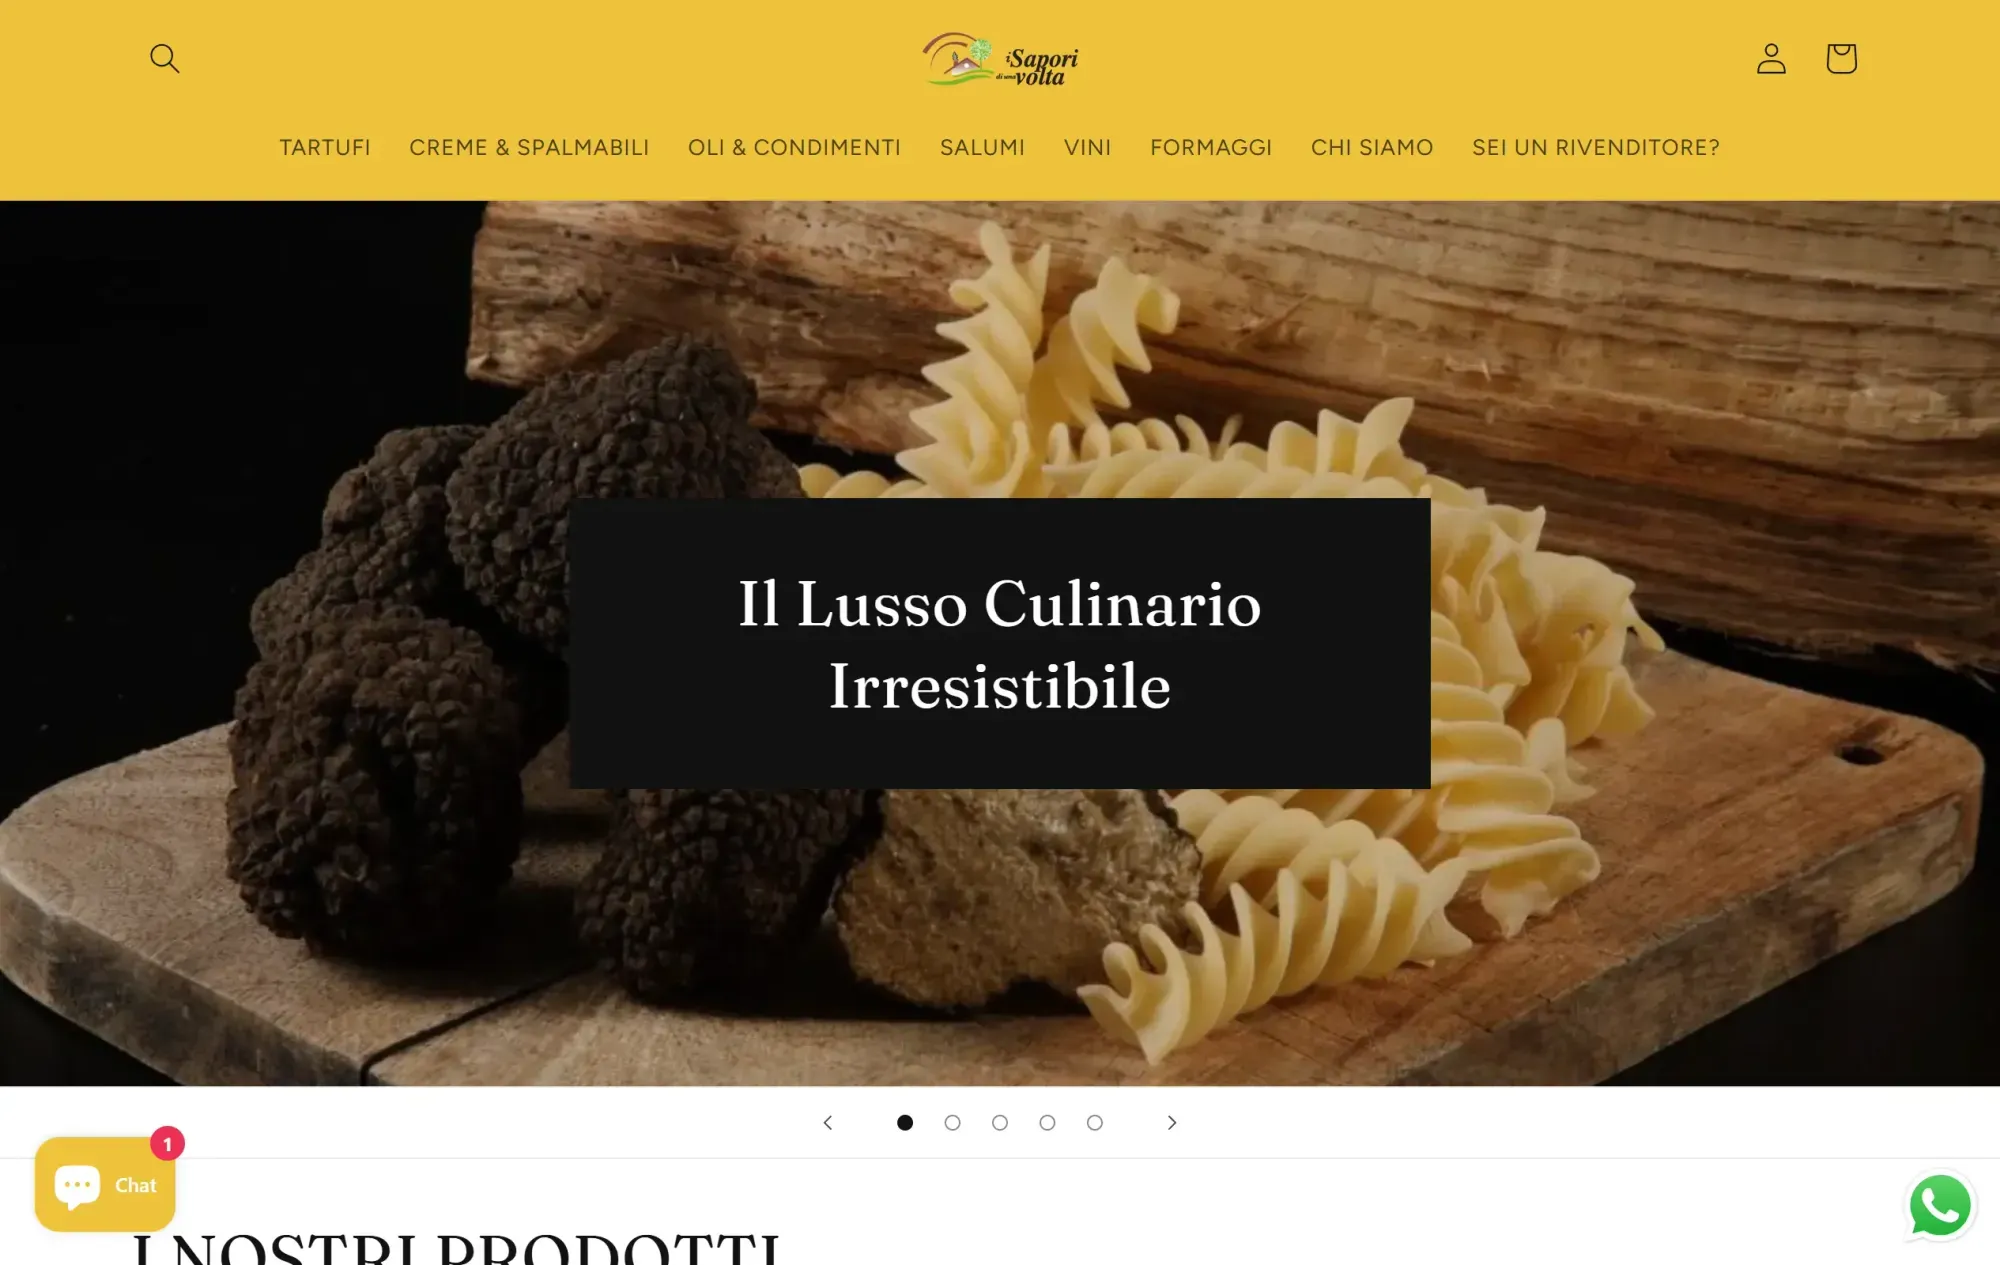 i Sapori
di una volta
TARTUFI CREME & SPALMABILI OLI & CONDIMENTI SALUMI VINI FORMAGGI CHI SIAMO SEI UN RIVENDITORE?
Il Lusso Culinario
Irresistibile
1
Chat
I NOSTRI PRODOTTI